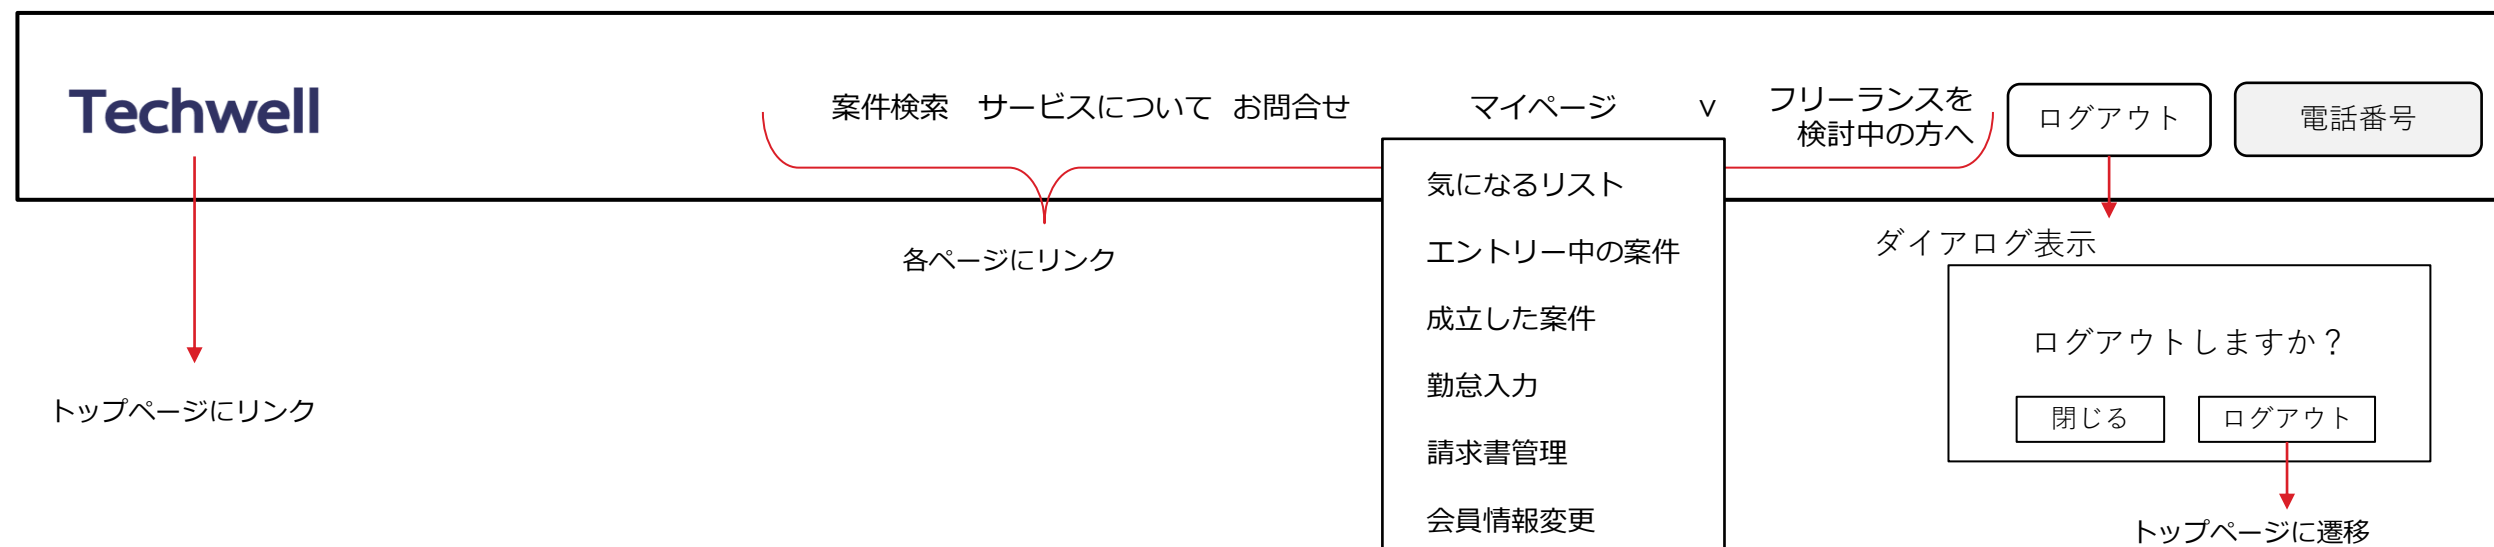 Techwell
案件検索 サービスについて お問合せ マイページ ∨
フリーランスを
検討中の方へ
ログアウト
電話番号
気になるリスト
エントリー中の案件
成立した案件
勤怠入力
請求書管理
会員情報変更
各ページにリンク
トップページにリンク
ダイアログ表示
ログアウトしますか？
閉じる
ログアウト
トップページに遷移